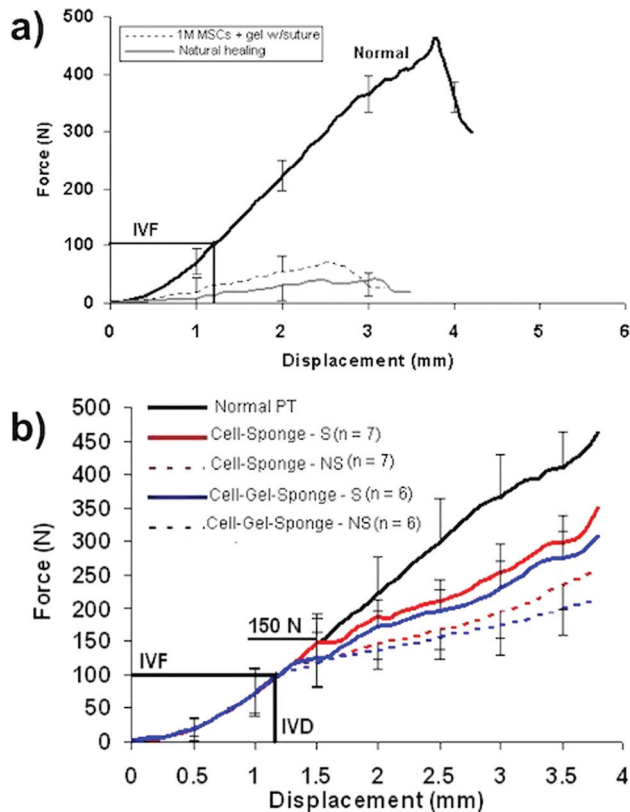 a)
500
400
300
200
100
0
Force (N)
1M MSCs + gel w/suture
Natural healing
Normal
IVF
0 1 2 3 4 5 6
Displacement (mm)
b)
500
450
400
350
300
250
200
150
100
50
0
Force (N)
Normal PT
Cell-Sponge - S (n = 7)
Cell-Sponge - NS (n = 7)
Cell-Gel-Sponge - S (n = 6)
Cell-Gel-Sponge - NS (n = 6)
150 N
IVF
IVD
0 0.5 1 1.5 2 2.5 3 3.5 4
Displacement (mm)